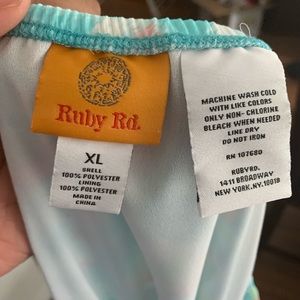 Ruby Rd.
XL
SHELL
100% POLYESTER
LINING
100% POLYESTER
MADE IN
CHINA
MACHINE WASH COLD
WITH LIKE COLORS
ONLY NON- CHLORINE
BLEACH WHEN NEEDED
LINE DRY
DO NOT IRON
RN 107680
RUBYRD.
1411 BROADWAY
NEW YORK.NY.10018